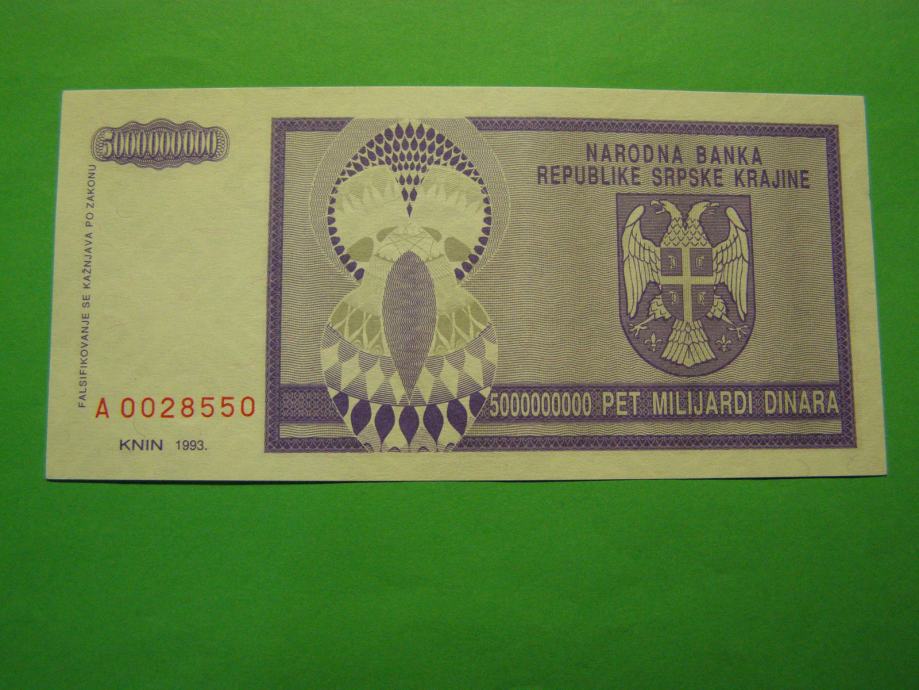 5000000000
FALSIFIKOVANJE SE KAŽNJAVA PO ZAKONU
A 0028550
KNIN 1993.
NARODNA BANKA
REPUBLIKE SRPSKE KRAJINE
5000000000 PET MILIJARDI DINARA